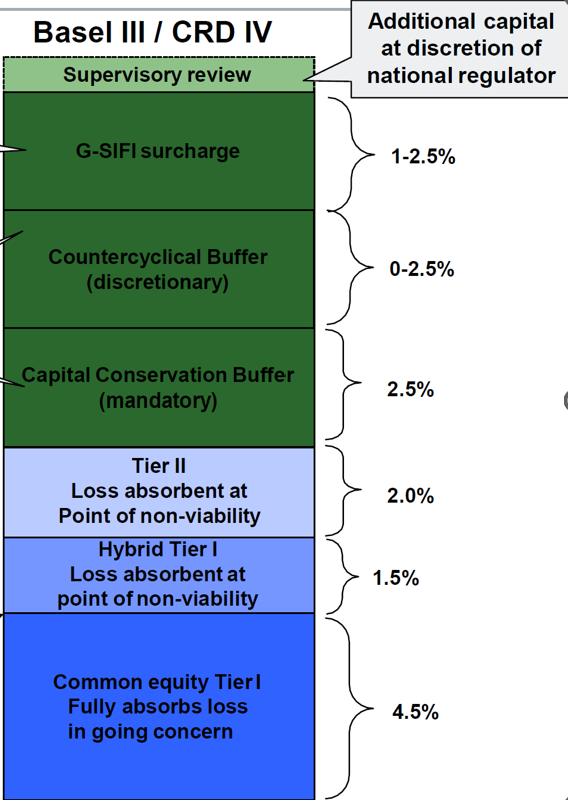 Basel III / CRD IV
Additional capital
at discretion of
national regulator
Supervisory review
G-SIFI surcharge
1-2.5%
Countercyclical Buffer
(discretionary)
0-2.5%
Capital Conservation Buffer
(mandatory)
2.5%
Tier II
Loss absorbent at
Point of non-viability
2.0%
Hybrid Tier I
Loss absorbent at
point of non-viability
1.5%
Common equity Tier I
Fully absorbs loss
in going concern
4.5%